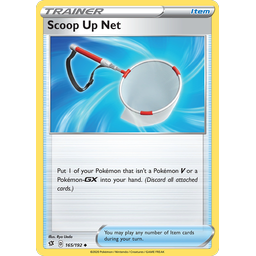 TRAINER Item
Scoop Up Net
Put 1 of your Pokémon that isn't a Pokémon V or a
Pokémon-GX into your hand. (Discard all attached
cards.)
Illus. Ryo Ueda
You may play any number of Item cards
during your turn.
165/192
©2020 Pokémon / Nintendo / Creatures / GAME FREAK